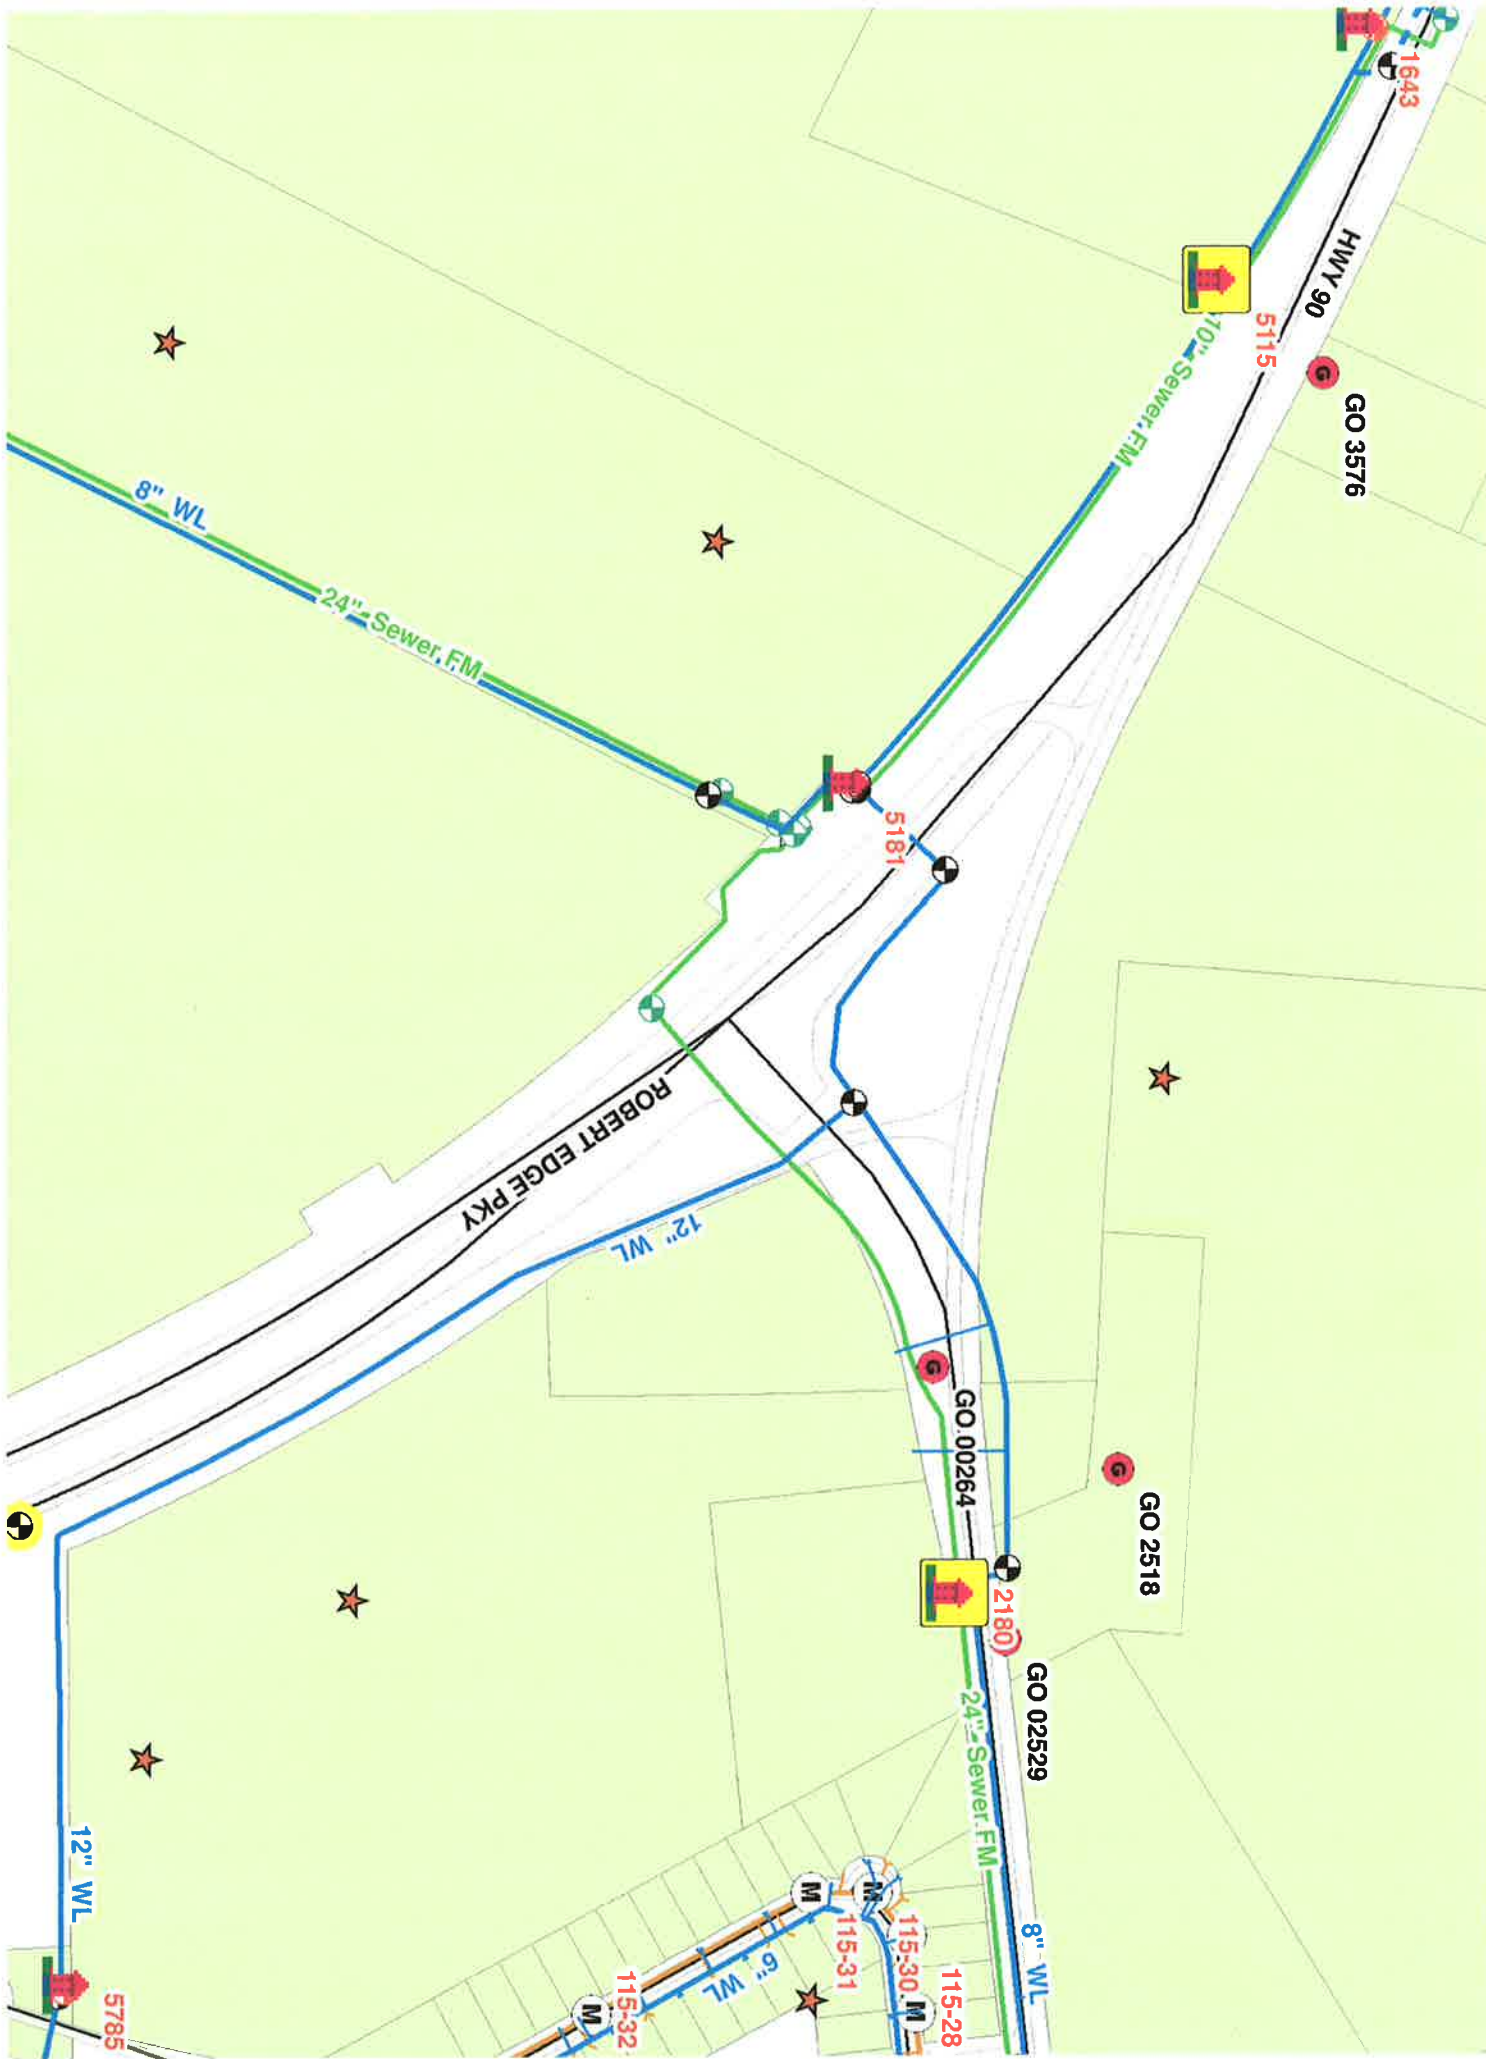 1643
HWY 90
5115
GO 3576
10" Sewer FM
8" WL
24" Sewer FM
5181
ROBERT EDGE PKY
12" WL
G
G
G
GO 00264
GO 2518
2180
GO 02529
24" Sewer FM
8" WL
12" WL
5785
M
M
M
M
115-31
115-30
115-28
115-32
6" WL